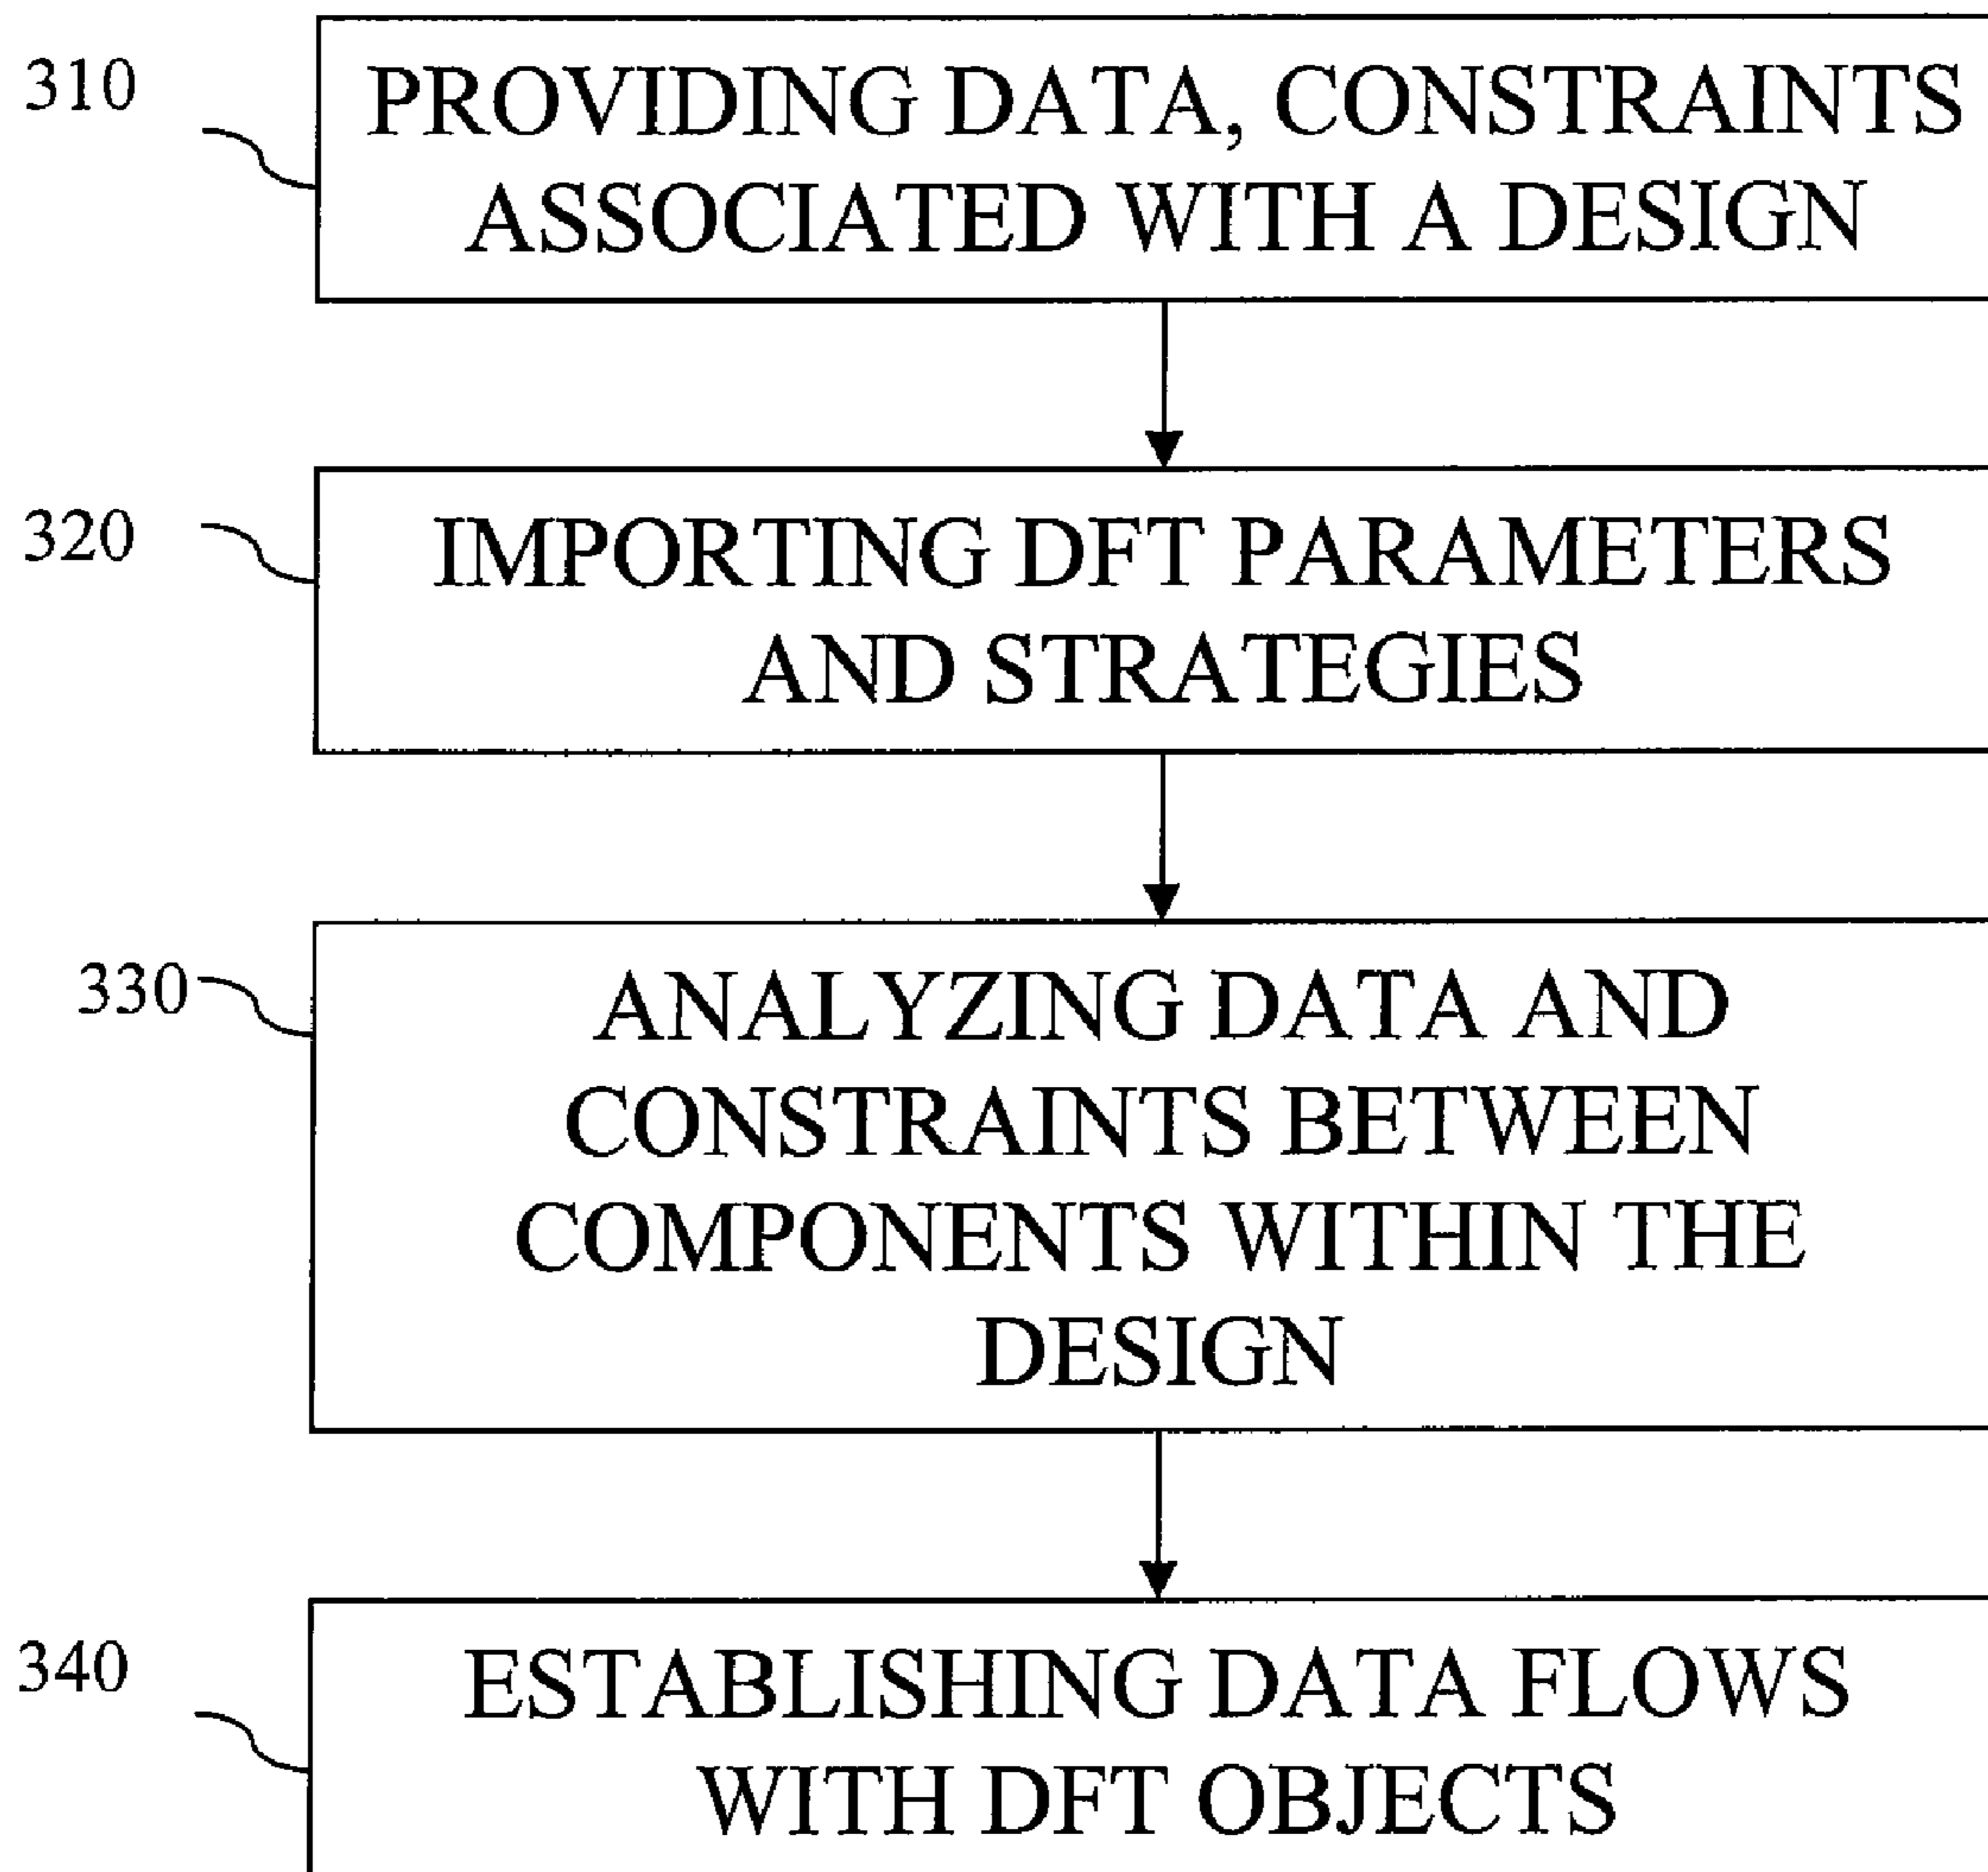 310
PROVIDING DATA, CONSTRAINTS
ASSOCIATED WITH A DESIGN
320
IMPORTING DFT PARAMETERS
AND STRATEGIES
330
ANALYZING DATA AND
CONSTRAINTS BETWEEN
COMPONENTS WITHIN THE
DESIGN
340
ESTABLISHING DATA FLOWS
WITH DFT OBJECTS